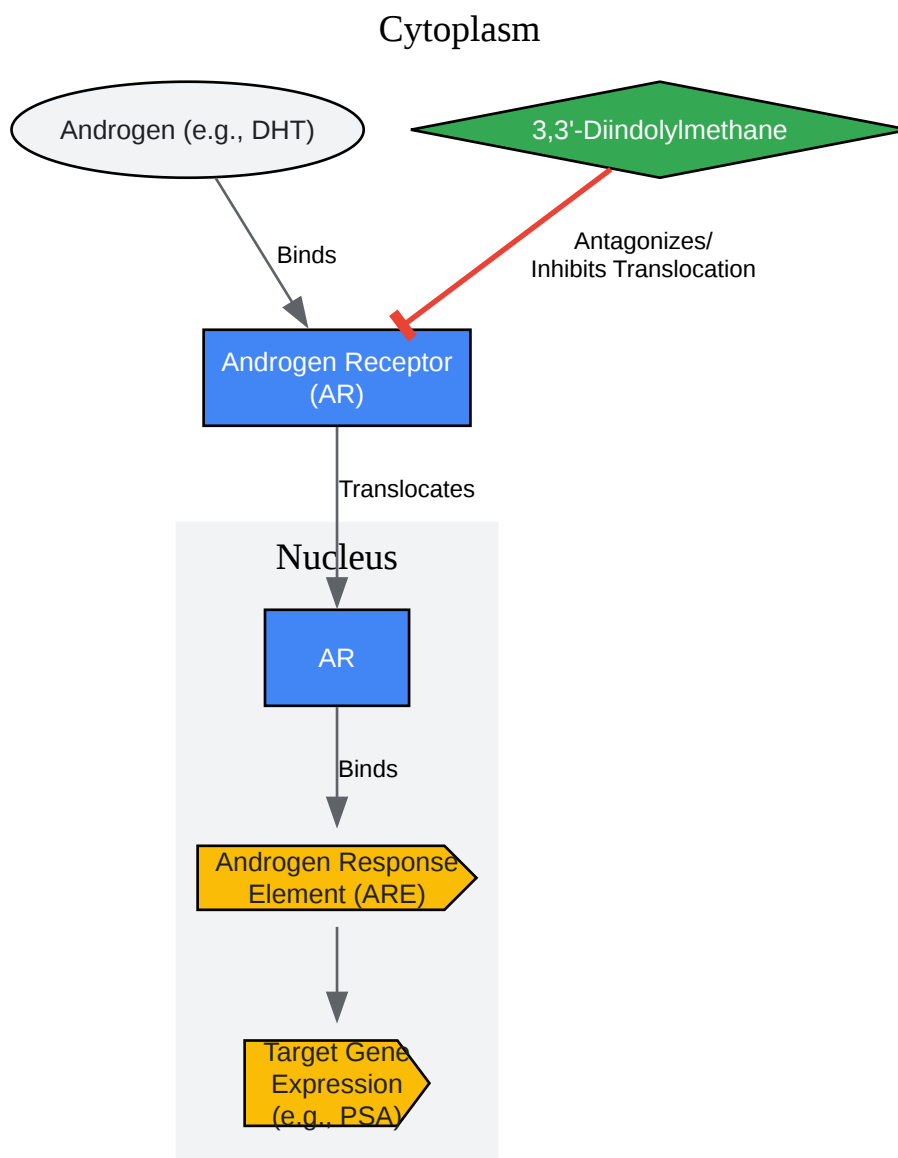 Cytoplasm
Androgen (e.g., DHT)
3,3'-Diindolylmethane
Binds
Antagonizes/
Inhibits Translocation
Androgen Receptor
(AR)
Translocates
Nucleus
AR
Binds
Androgen Response
Element (ARE)
Target Gene
Expression
(e.g., PSA)